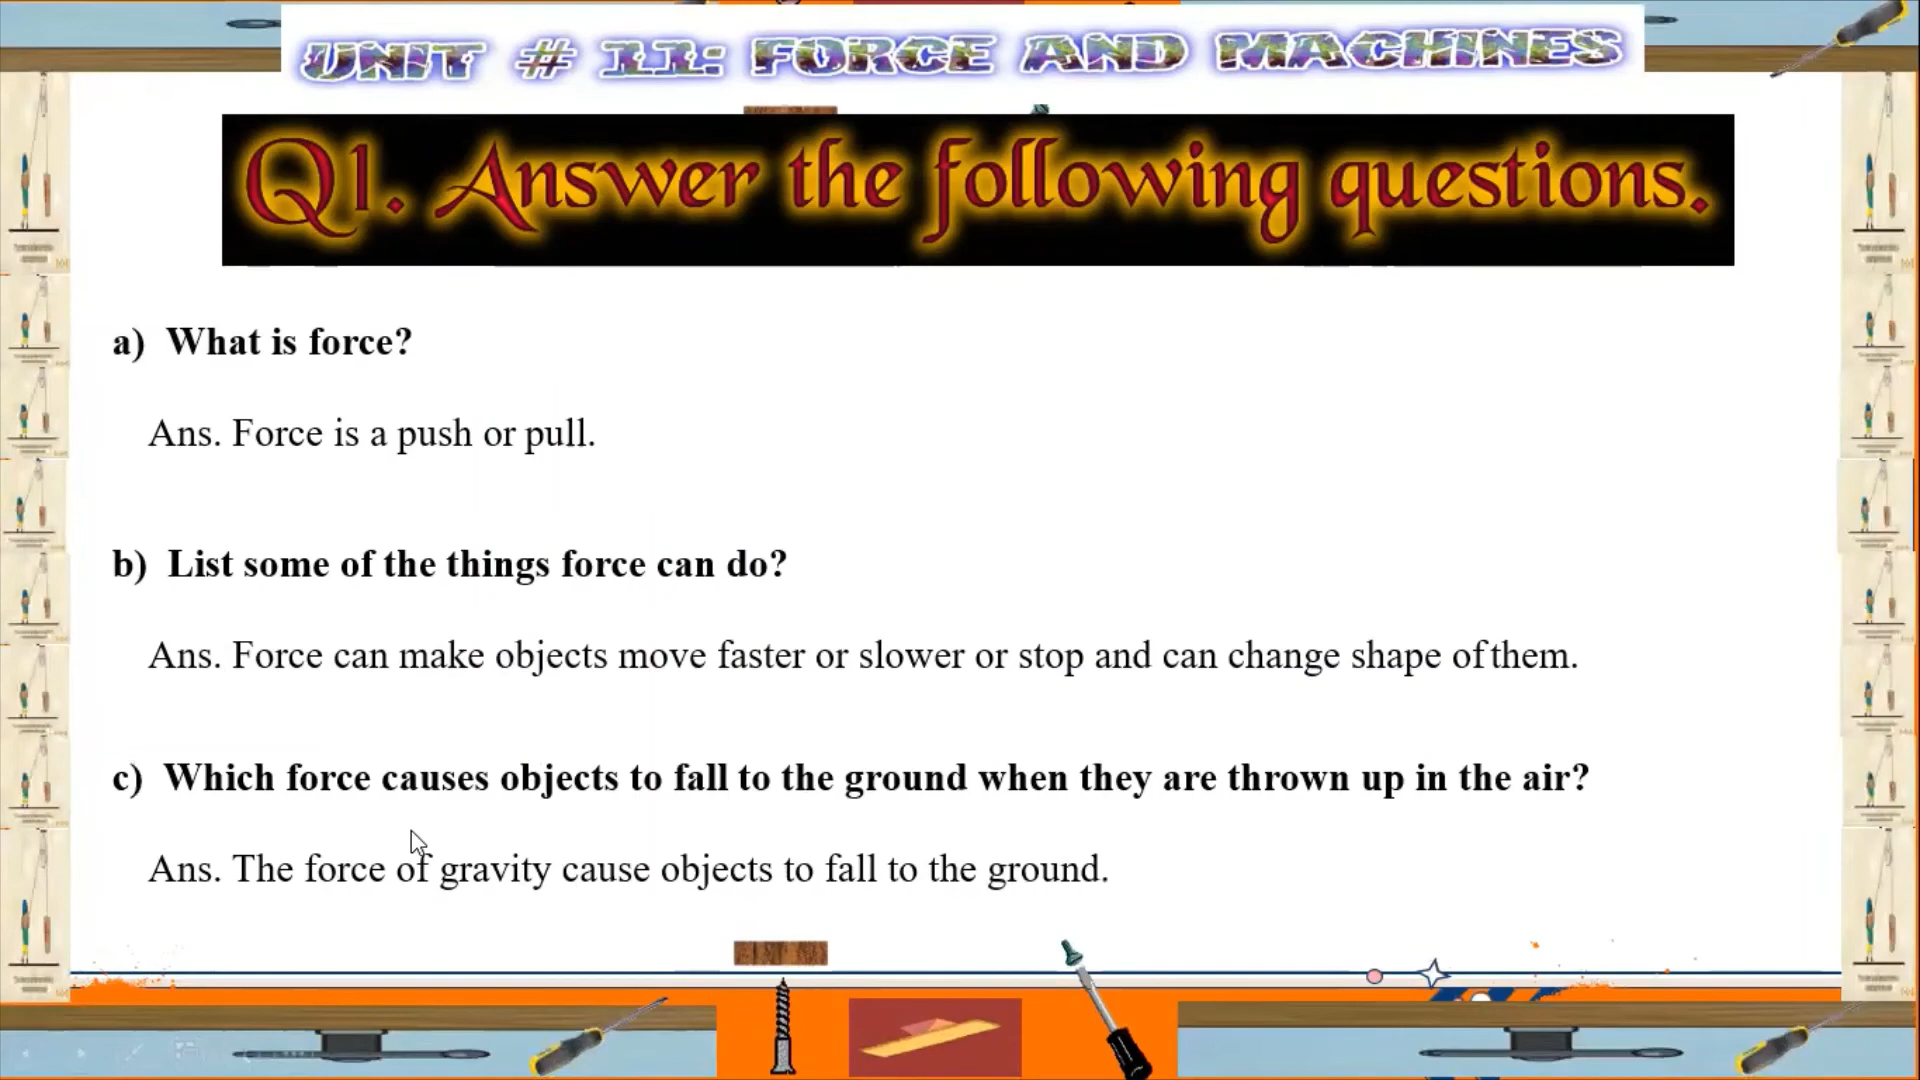 UNIT # 11: FORCE AND MACHINES
Q1. Answer the following questions.
a) What is force?
Ans. Force is a push or pull.
b) List some of the things force can do?
Ans. Force can make objects move faster or slower or stop and can change shape of them.
c) Which force causes objects to fall to the ground when they are thrown up in the air?
Ans. The force of gravity cause objects to fall to the ground.